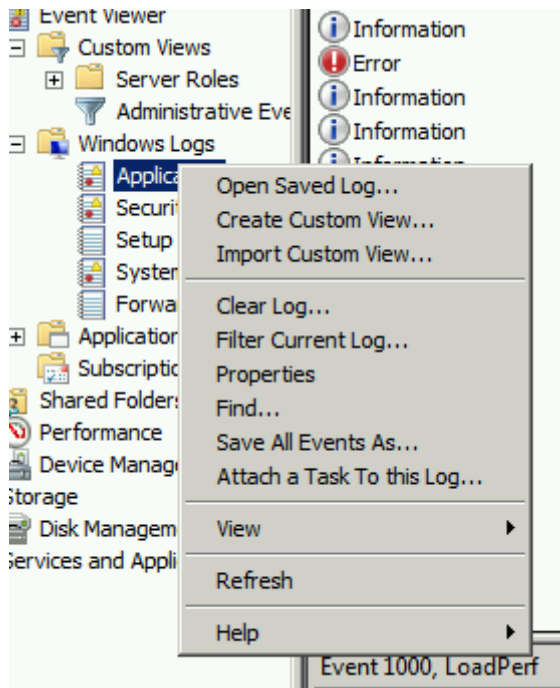 Event Viewer
Custom Views
Server Roles
Administrative Eve
Windows Logs
Applica
Securit
Setup
System
Forwa
Application
Subscriptio
Shared Folders
Performance
Device Manag
Storage
Disk Managem
Services and Appli
Information
Error
Information
Information
Information
Open Saved Log...
Create Custom View...
Import Custom View...
Clear Log...
Filter Current Log...
Properties
Find...
Save All Events As...
Attach a Task To this Log...
View
Refresh
Help
Event 1000, LoadPerf